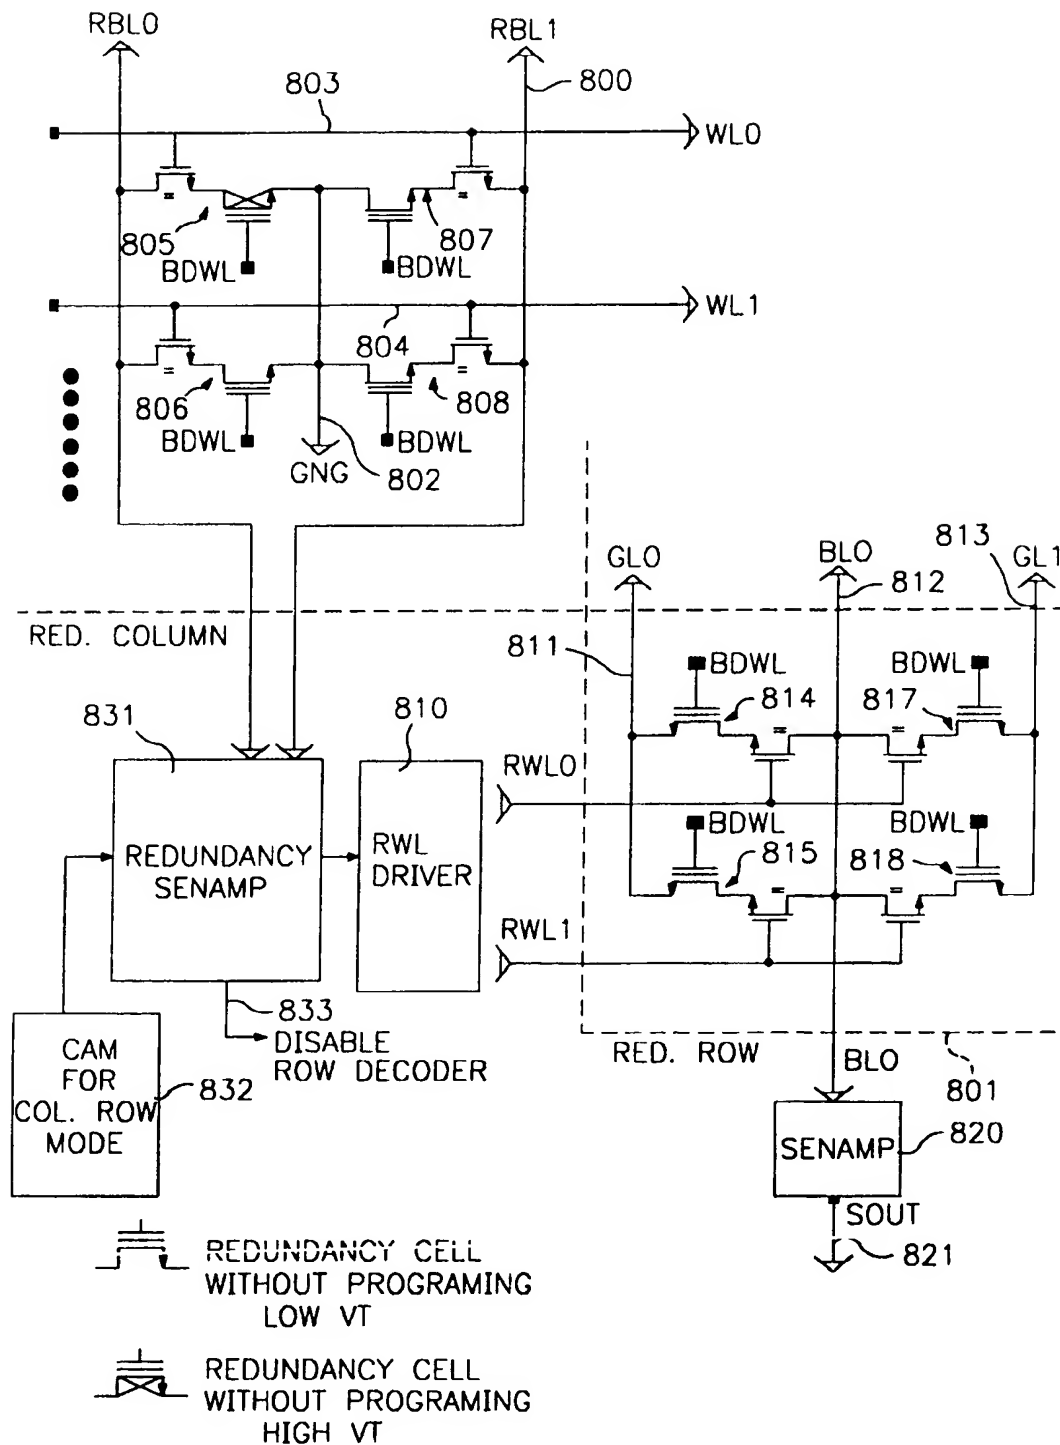 RBL0
RBL1
803
800
WL0
805
807
BDWL
BDWL
WL1
804
806
808
BDWL
BDWL
GNG
802
813
GL0
BL0
GL1
812
RED. COLUMN
811
BDWL
BDWL
814
817
831
810
RWL0
BDWL
BDWL
REDUNDANCY
SENAMP
RWL
DRIVER
815
818
RWL1
833
DISABLE
ROW DECODER
RED. ROW
BL0
801
CAM
FOR
COL. ROW
MODE
832
SENAMP
820
SOUT
821
REDUNDANCY CELL
WITHOUT PROGRAMING
LOW VT
REDUNDANCY CELL
WITHOUT PROGRAMING
HIGH VT